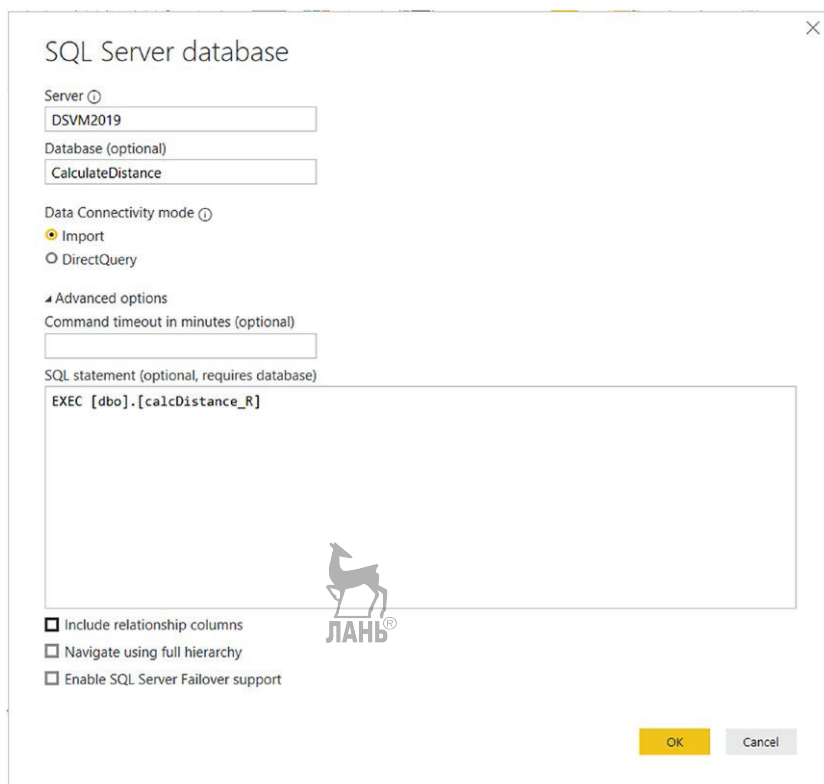 SQL Server database
Server
DSVM2019
Database (optional)
CalculateDistance
Data Connectivity mode
Import
DirectQuery
Advanced options
Command timeout in minutes (optional)
SQL statement (optional, requires database)
EXEC [dbo].[calcDistance_R]
ЛАНЬ®
Include relationship columns
Navigate using full hierarchy
Enable SQL Server Failover support
OK Cancel